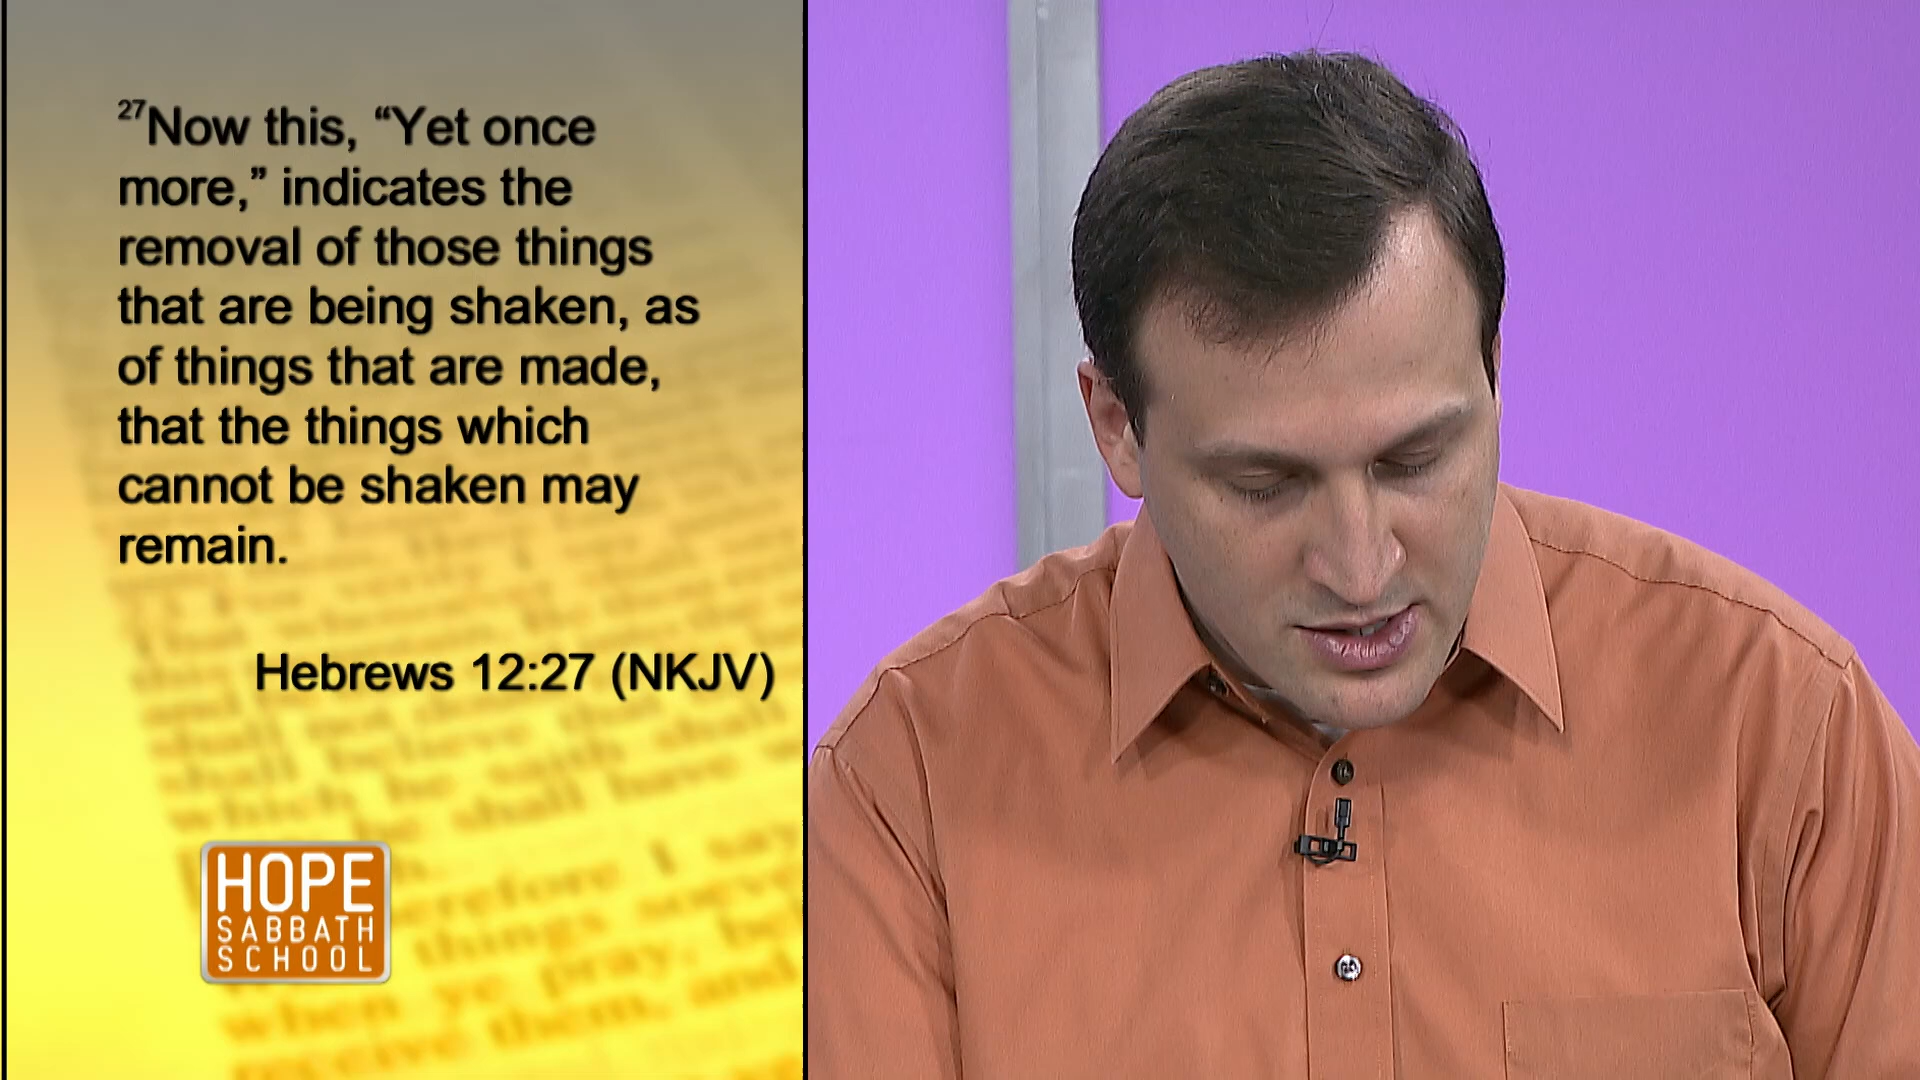 27Now this, “Yet once
more,” indicates the
removal of those things
that are being shaken, as
of things that are made,
that the things which
cannot be shaken may
remain.
Hebrews 12:27 (NKJV)
HOPE
SABBATH
SCHOOL